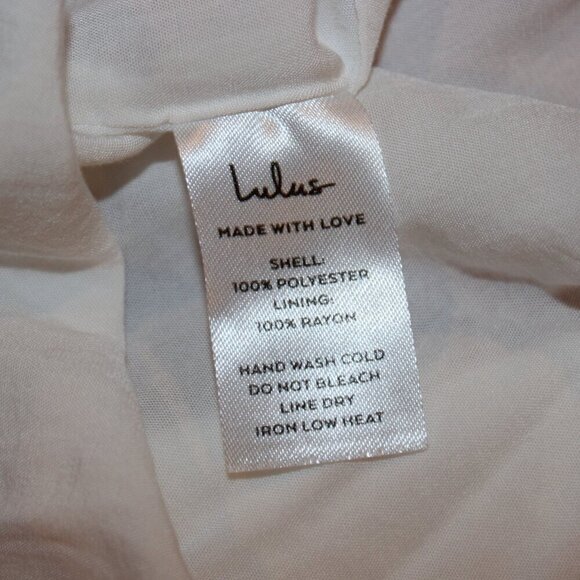 Lulus
MADE WITH LOVE
SHELL:
100% POLYESTER
LINING:
100% RAYON
HAND WASH COLD
DO NOT BLEACH
LINE DRY
IRON LOW HEAT